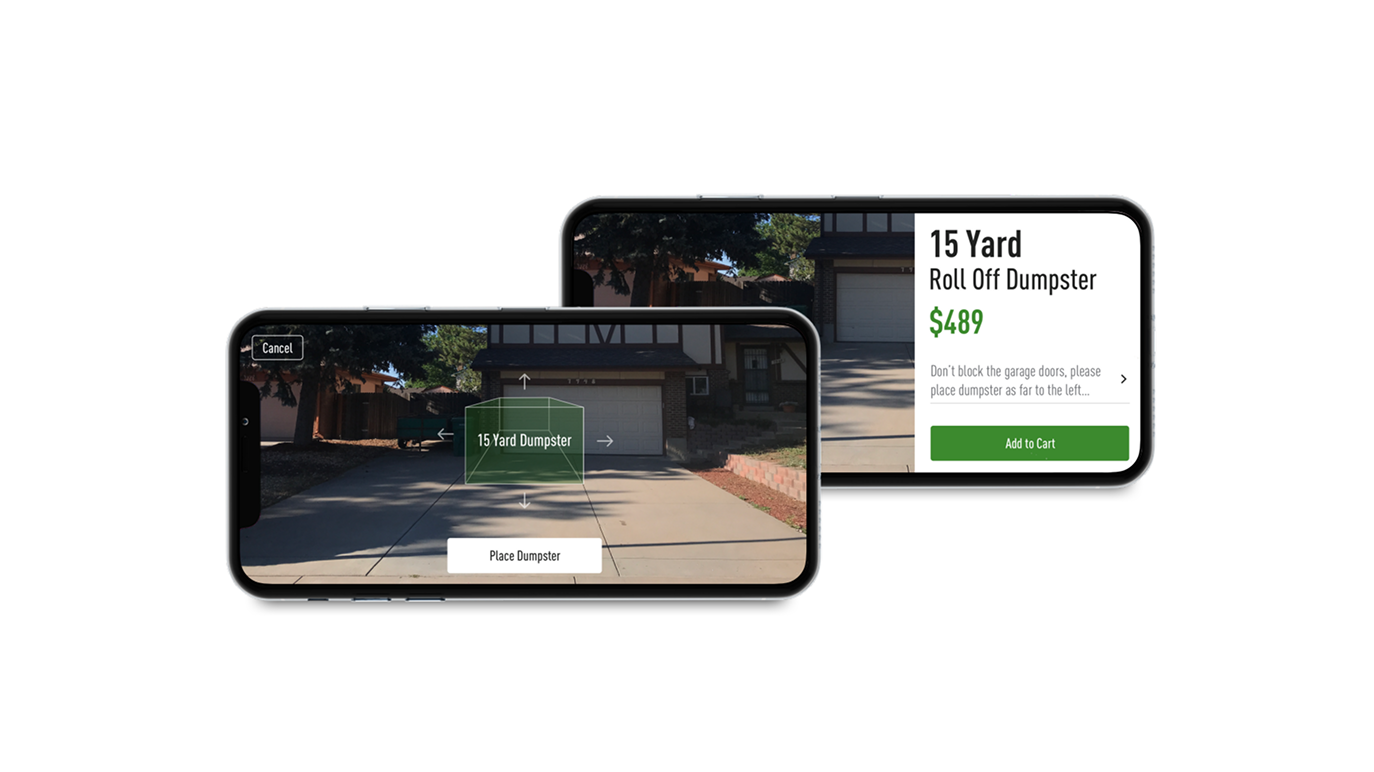 Cancel
15 Yard Dumpster
Place Dumpster
15 Yard
Roll Off Dumpster
$489
Don't block the garage doors, please
place dumpster as far to the left...
Add to Cart